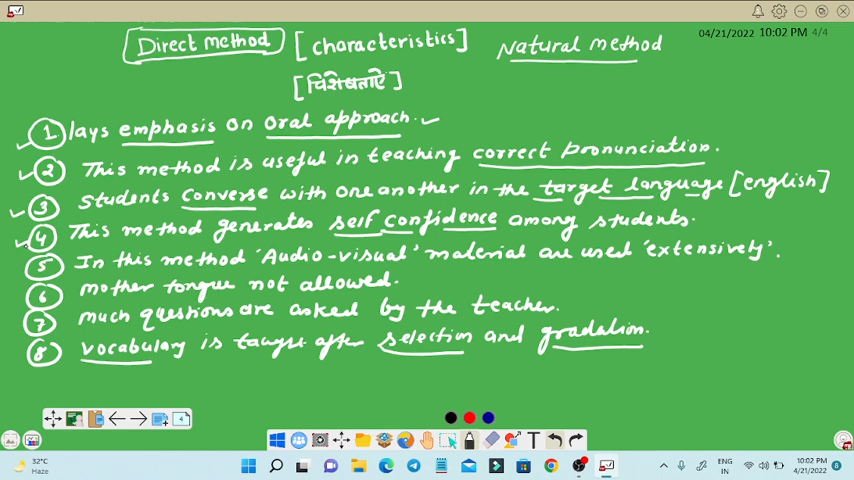 04/21/2022 10:02 PM 4/4
Direct method [characteristics] Natural method
[विशेषताऐं]
1 lays emphasis on oral approach.
2 This method is useful in teaching correct pronunciation.
3 Students converse with one another in the target language [english]
4 This method generates self confidence among students.
5 In this method 'Audio-visual' material are used 'extensively'.
6 mother tongue not allowed.
7 much questions are asked by the teacher.
8 vocabulary is taught after selection and gradation.
4
T
32°C
Haze
ENG
IN
10:02 PM
4/21/2022
8